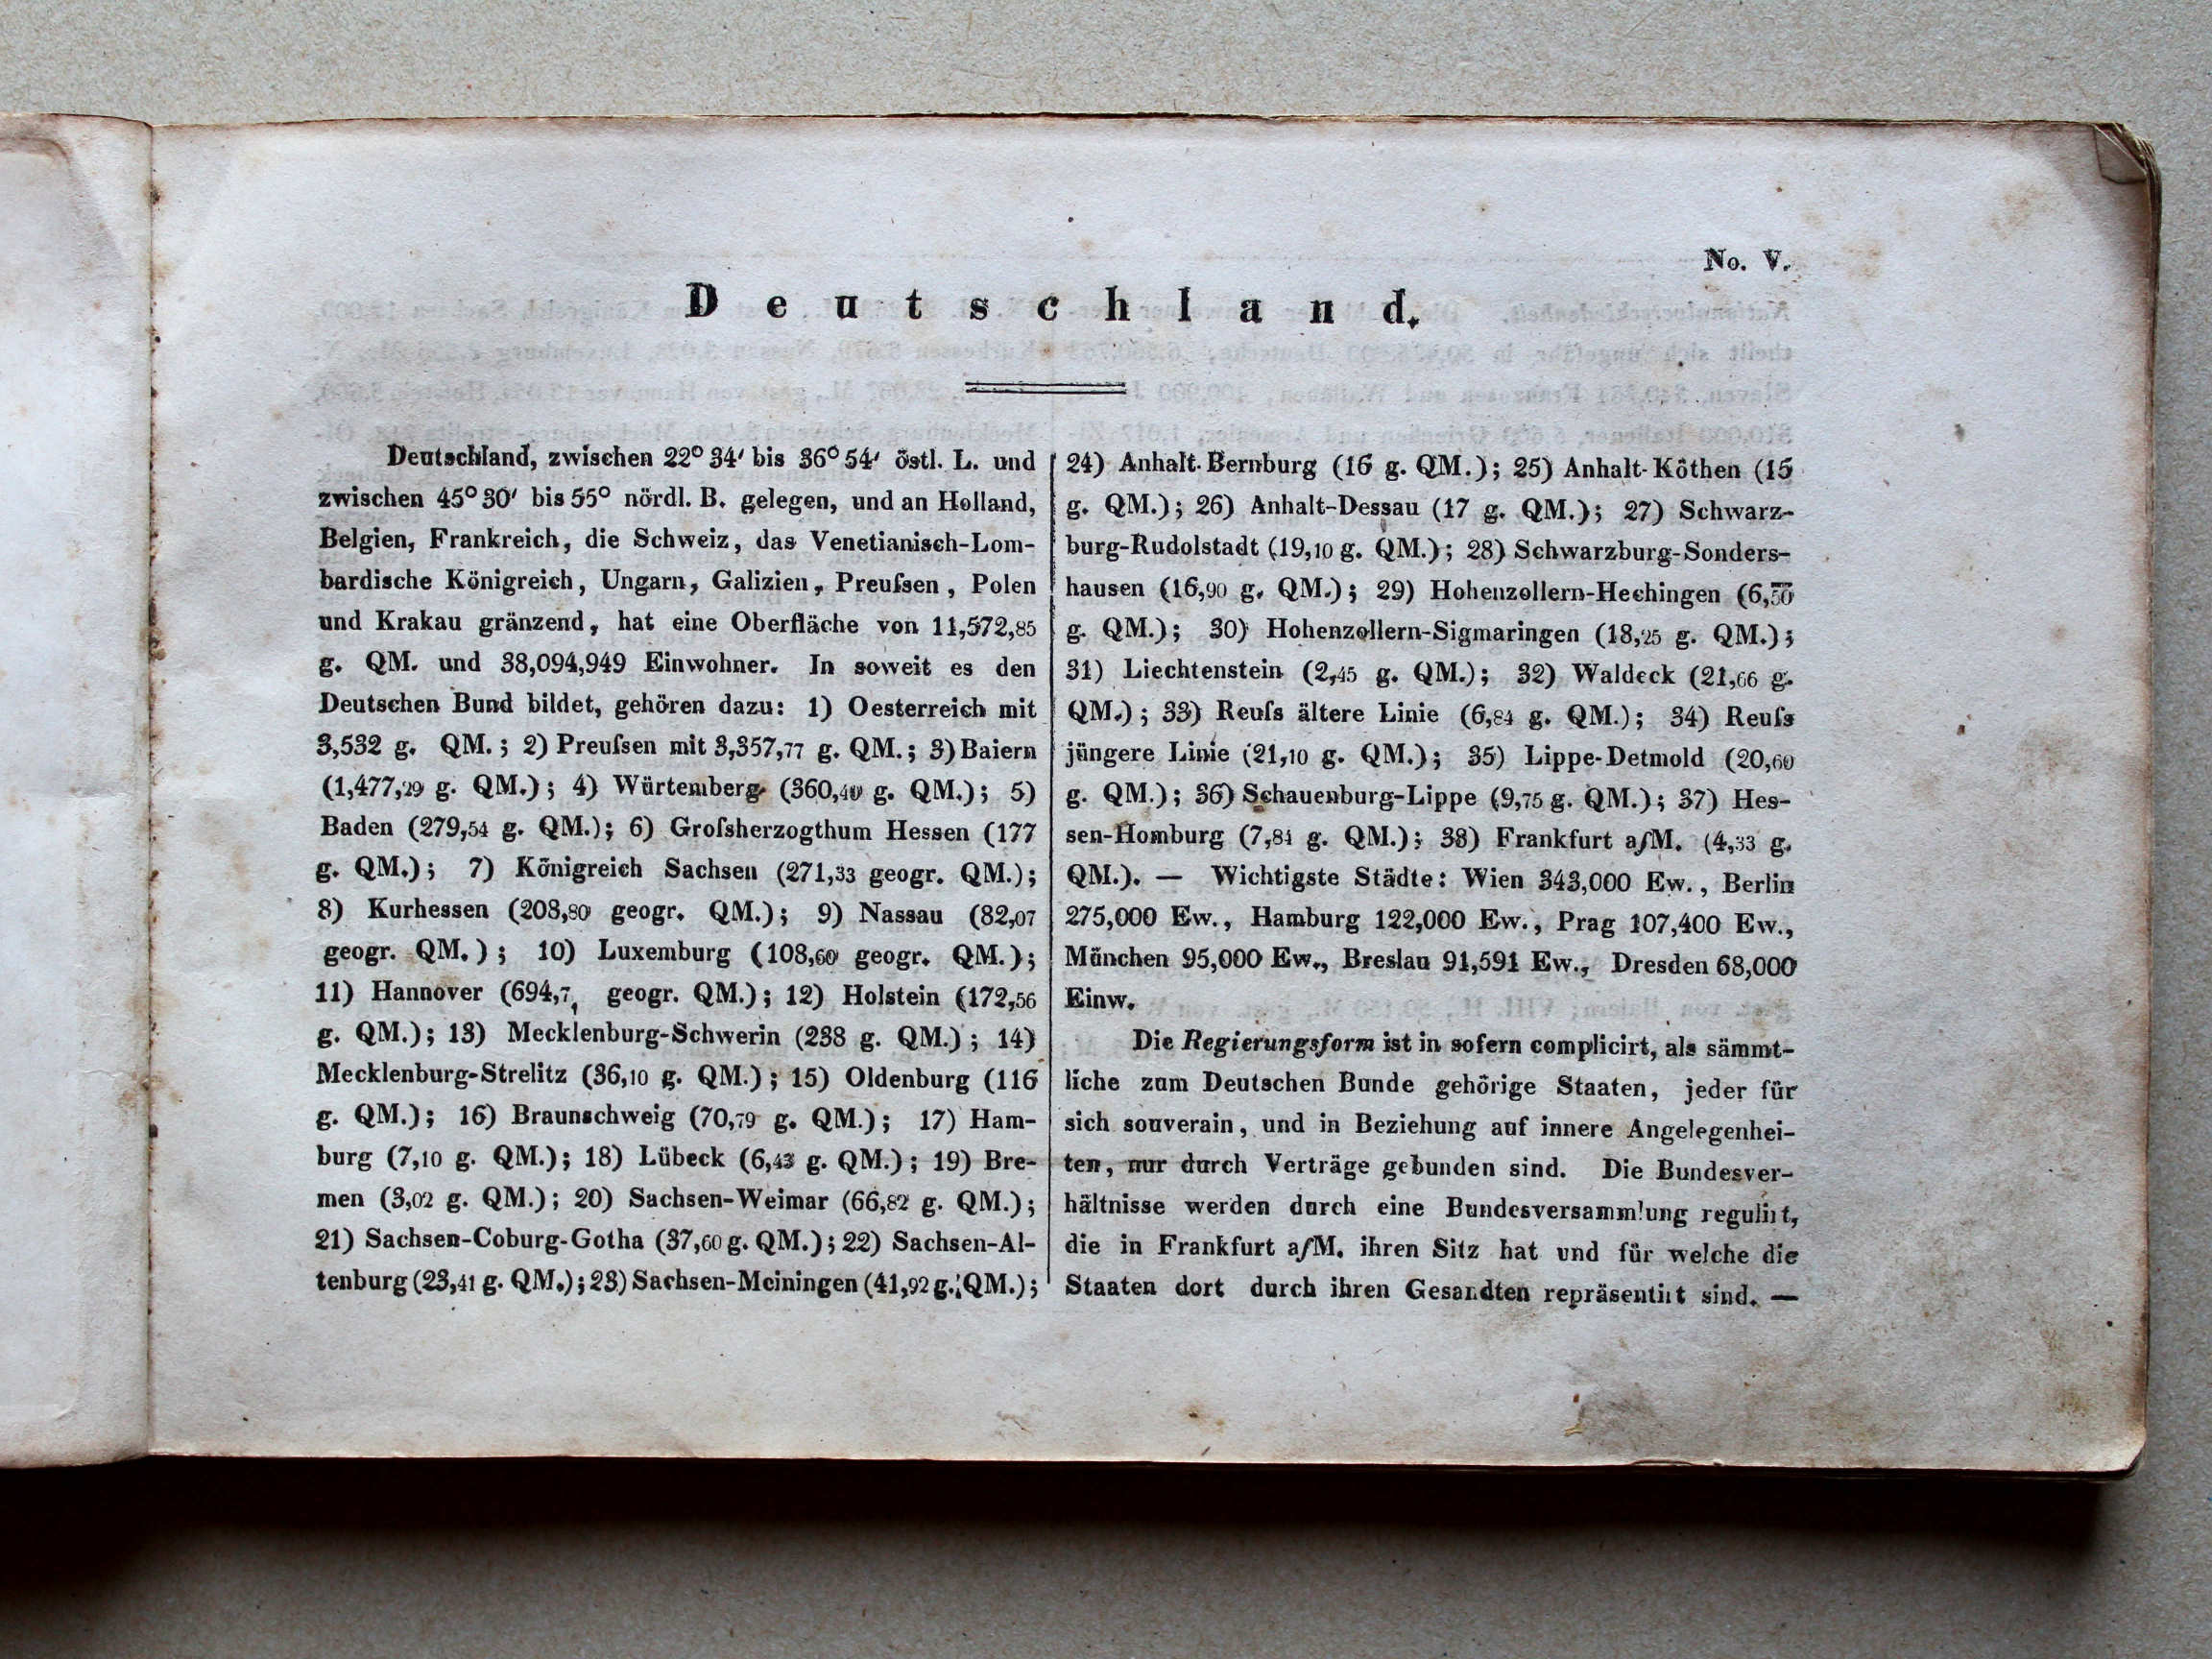 No. V.
Deutschland.
Deutschland, zwischen 22° 34′ bis 36° 54′ östl. L. und
zwischen 45° 30′ bis 55° nördl. B. gelegen, und an Holland,
Belgien, Frankreich, die Schweiz, das Venetianisch-Lom-
bardische Königreich, Ungarn, Galizien, Preuſsen, Polen
und Krakau gränzend, hat eine Oberfläche von 11,572,85
g. QM. und 38,094,949 Einwohner. In soweit es den
Deutschen Bund bildet, gehören dazu: 1) Oesterreich mit
3,532 g. QM.; 2) Preuſsen mit 3,357,77 g. QM.; 3) Baiern
(1,477,29 g. QM.); 4) Würtemberg (360,40 g. QM.); 5)
Baden (279,54 g. QM.); 6) Groſsherzogthum Hessen (177
g. QM.); 7) Königreich Sachsen (271,33 geogr. QM.);
8) Kurhessen (208,80 geogr. QM.); 9) Nassau (82,07
geogr. QM.); 10) Luxemburg (108,60 geogr. QM.);
11) Hannover (694,7 geogr. QM.); 12) Holstein (172,56
g. QM.); 13) Mecklenburg-Schwerin (238 g. QM.); 14)
Mecklenburg-Strelitz (36,10 g. QM.); 15) Oldenburg (116
g. QM.); 16) Braunschweig (70,79 g. QM.); 17) Ham-
burg (7,10 g. QM.); 18) Lübeck (6,43 g. QM.); 19) Bre-
men (3,02 g. QM.); 20) Sachsen-Weimar (66,82 g. QM.);
21) Sachsen-Coburg-Gotha (37,60 g. QM.); 22) Sachsen-Al-
tenburg (23,41 g. QM.); 23) Sachsen-Meiningen (41,92 g. QM.);
24) Anhalt-Bernburg (16 g. QM.); 25) Anhalt-Köthen (15
g. QM.); 26) Anhalt-Dessau (17 g. QM.); 27) Schwarz-
burg-Rudolstadt (19,10 g. QM.); 28) Schwarzburg-Sonders-
hausen (16,90 g. QM.); 29) Hohenzollern-Hechingen (6,50
g. QM.); 30) Hohenzollern-Sigmaringen (18,25 g. QM.);
31) Liechtenstein (2,45 g. QM.); 32) Waldeck (21,66 g.
QM.); 33) Reuſs ältere Linie (6,84 g. QM.); 34) Reuſs
jüngere Linie (21,10 g. QM.); 35) Lippe-Detmold (20,60
g. QM.); 36) Schauenburg-Lippe (9,75 g. QM.); 37) Hes-
sen-Homburg (7,84 g. QM.); 38) Frankfurt aſM. (4,33 g.
QM.). — Wichtigste Städte: Wien 343,000 Ew., Berlin
275,000 Ew., Hamburg 122,000 Ew., Prag 107,400 Ew.,
München 95,000 Ew., Breslau 91,591 Ew., Dresden 68,000
Einw.
Die Regierungsform ist in sofern complicirt, als sämmt-
liche zum Deutschen Bunde gehörige Staaten, jeder für
sich souverain, und in Beziehung auf innere Angelegenhei-
ten, nur durch Verträge gebunden sind. Die Bundesver-
hältnisse werden durch eine Bundesversammlung regulirt,
die in Frankfurt aſM. ihren Sitz hat und für welche die
Staaten dort durch ihren Gesandten repräsentirt sind. —